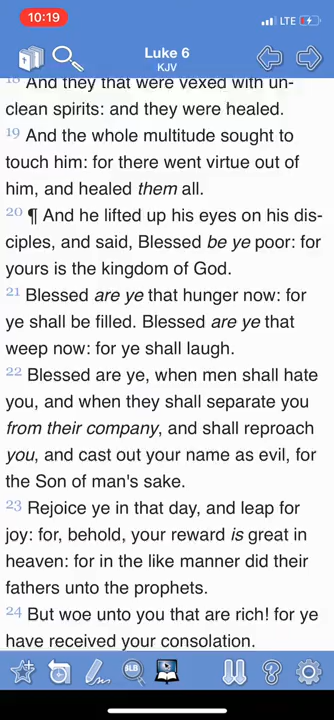 10:19
LTE
Luke 6
KJV
18 And they that were vexed with un-
clean spirits: and they were healed.
19 And the whole multitude sought to
touch him: for there went virtue out of
him, and healed them all.
20 ¶ And he lifted up his eyes on his dis-
ciples, and said, Blessed be ye poor: for
yours is the kingdom of God.
21 Blessed are ye that hunger now: for
ye shall be filled. Blessed are ye that
weep now: for ye shall laugh.
22 Blessed are ye, when men shall hate
you, and when they shall separate you
from their company, and shall reproach
you, and cast out your name as evil, for
the Son of man's sake.
23 Rejoice ye in that day, and leap for
joy: for, behold, your reward is great in
heaven: for in the like manner did their
fathers unto the prophets.
24 But woe unto you that are rich! for ye
have received your consolation.
BLB